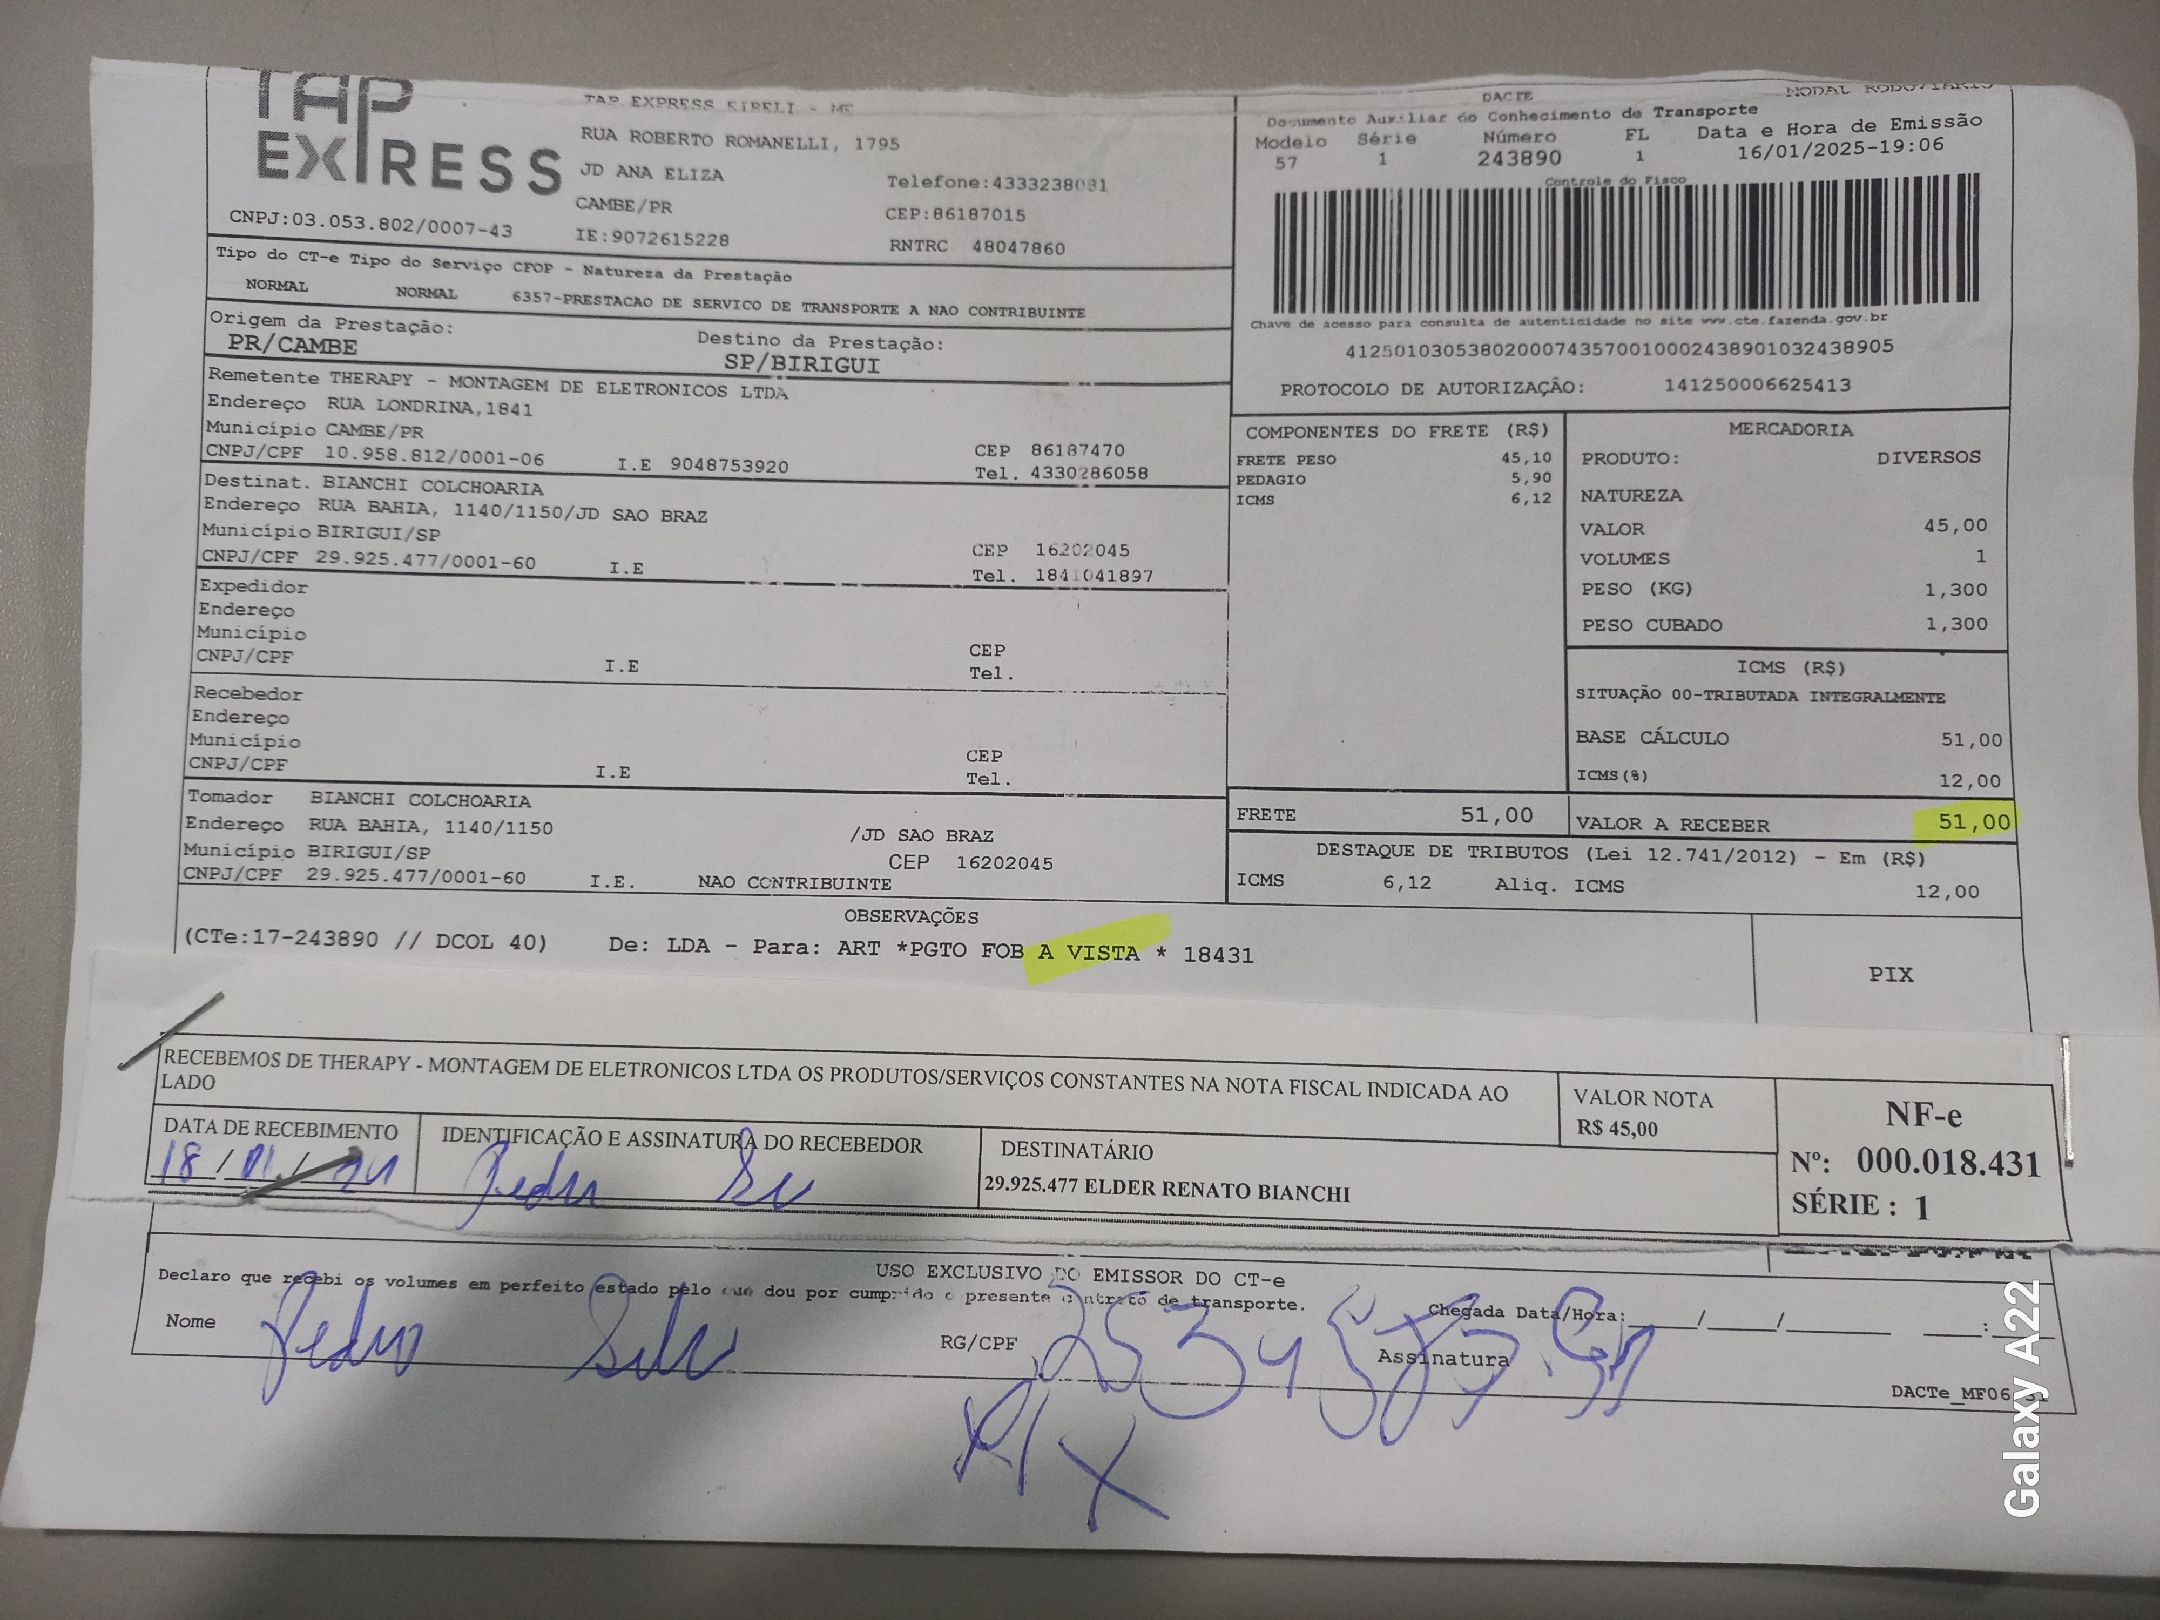 TAP
EXPRESS
CNPJ:03.053.802/0007-43
TAP EXPRESS EIRELI - ME
RUA ROBERTO ROMANELLI, 1795
JD ANA ELIZA
Telefone:4333238031
CAMBE/PR
CEP:86187015
IE:9072615228
RNTRC 48047860
DACTE
MODAL RODOVIARIO
Documento Auxiliar do Conhecimento de Transporte
Modelo Série Número FL Data e Hora de Emissão
57 1 243890 1 16/01/2025-19:06
Controle do Fisco
Chave de acesso para consulta de autenticidade no site www.cte.fazenda.gov.br
41250103053802000743570010002438901032438905
PROTOCOLO DE AUTORIZAÇÃO: 141250006625413
Tipo do CT-e Tipo do Serviço CFOP - Natureza da Prestação
NORMAL NORMAL 6357-PRESTACAO DE SERVICO DE TRANSPORTE A NAO CONTRIBUINTE
Origem da Prestação: Destino da Prestação:
PR/CAMBE SP/BIRIGUI
Remetente THERAPY - MONTAGEM DE ELETRONICOS LTDA
Endereço RUA LONDRINA,1841
Município CAMBE/PR CEP 86187470
CNPJ/CPF 10.958.812/0001-06 I.E 9048753920 Tel. 4330286058
Destinat. BIANCHI COLCHOARIA
Endereço RUA BAHIA, 1140/1150/JD SAO BRAZ
Município BIRIGUI/SP CEP 16202045
CNPJ/CPF 29.925.477/0001-60 I.E Tel. 1841041897
Expedidor
Endereço
Município CEP
CNPJ/CPF I.E Tel.
Recebedor
Endereço
Município CEP
CNPJ/CPF I.E Tel.
Tomador BIANCHI COLCHOARIA
Endereço RUA BAHIA, 1140/1150 /JD SAO BRAZ
Município BIRIGUI/SP CEP 16202045
CNPJ/CPF 29.925.477/0001-60 I.E. NAO CONTRIBUINTE
COMPONENTES DO FRETE (R$)
FRETE PESO 45,10
PEDAGIO 5,90
ICMS 6,12
MERCADORIA
PRODUTO: DIVERSOS
NATUREZA
VALOR 45,00
VOLUMES 1
PESO (KG) 1,300
PESO CUBADO 1,300
ICMS (R$)
SITUAÇÃO 00-TRIBUTADA INTEGRALMENTE
BASE CÁLCULO 51,00
ICMS(%) 12,00
FRETE 51,00 VALOR A RECEBER 51,00
DESTAQUE DE TRIBUTOS (Lei 12.741/2012) - Em (R$)
ICMS 6,12 Aliq. ICMS 12,00
OBSERVAÇÕES
(CTe:17-243890 // DCOL 40) De: LDA - Para: ART *PGTO FOB A VISTA * 18431
PIX
RECEBEMOS DE THERAPY - MONTAGEM DE ELETRONICOS LTDA OS PRODUTOS/SERVIÇOS CONSTANTES NA NOTA FISCAL INDICADA AO
LADO
VALOR NOTA
R$ 45,00
NF-e
Nº: 000.018.431
SÉRIE : 1
DATA DE RECEBIMENTO
18/01/
IDENTIFICAÇÃO E ASSINATURA DO RECEBEDOR
Pedro
DESTINATÁRIO
29.925.477 ELDER RENATO BIANCHI
USO EXCLUSIVO DO EMISSOR DO CT-e
Declaro que recebi os volumes em perfeito estado pelo que dou por cumprido o presente contrato de transporte.
Chegada Data/Hora:____/____/______ ____:____
Nome Pedro Silva
RG/CPF
Assinatura
DACTe_MF06
PIX
Galaxy A22